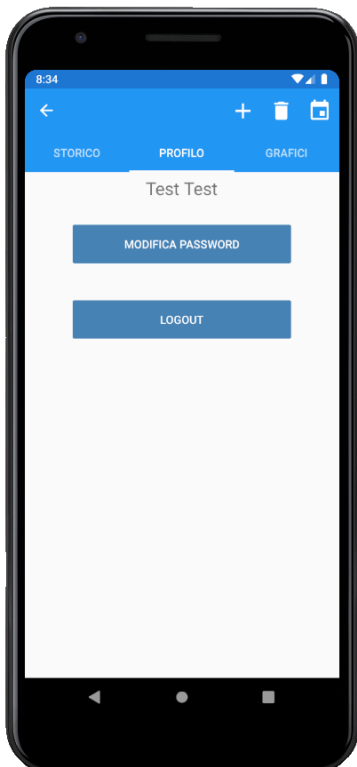 8:34
STORICO PROFILO GRAFICI
Test Test
MODIFICA PASSWORD
LOGOUT